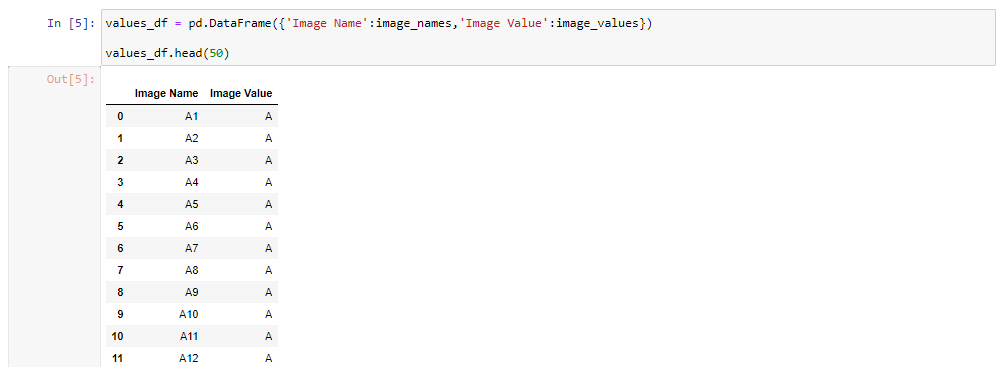 In [5]: values_df = pd.DataFrame({'Image Name':image_names,'Image Value':image_values})
values_df.head(50)
Out[5]:
Image Name Image Value
0 A1 A
1 A2 A
2 A3 A
3 A4 A
4 A5 A
5 A6 A
6 A7 A
7 A8 A
8 A9 A
9 A10 A
10 A11 A
11 A12 A